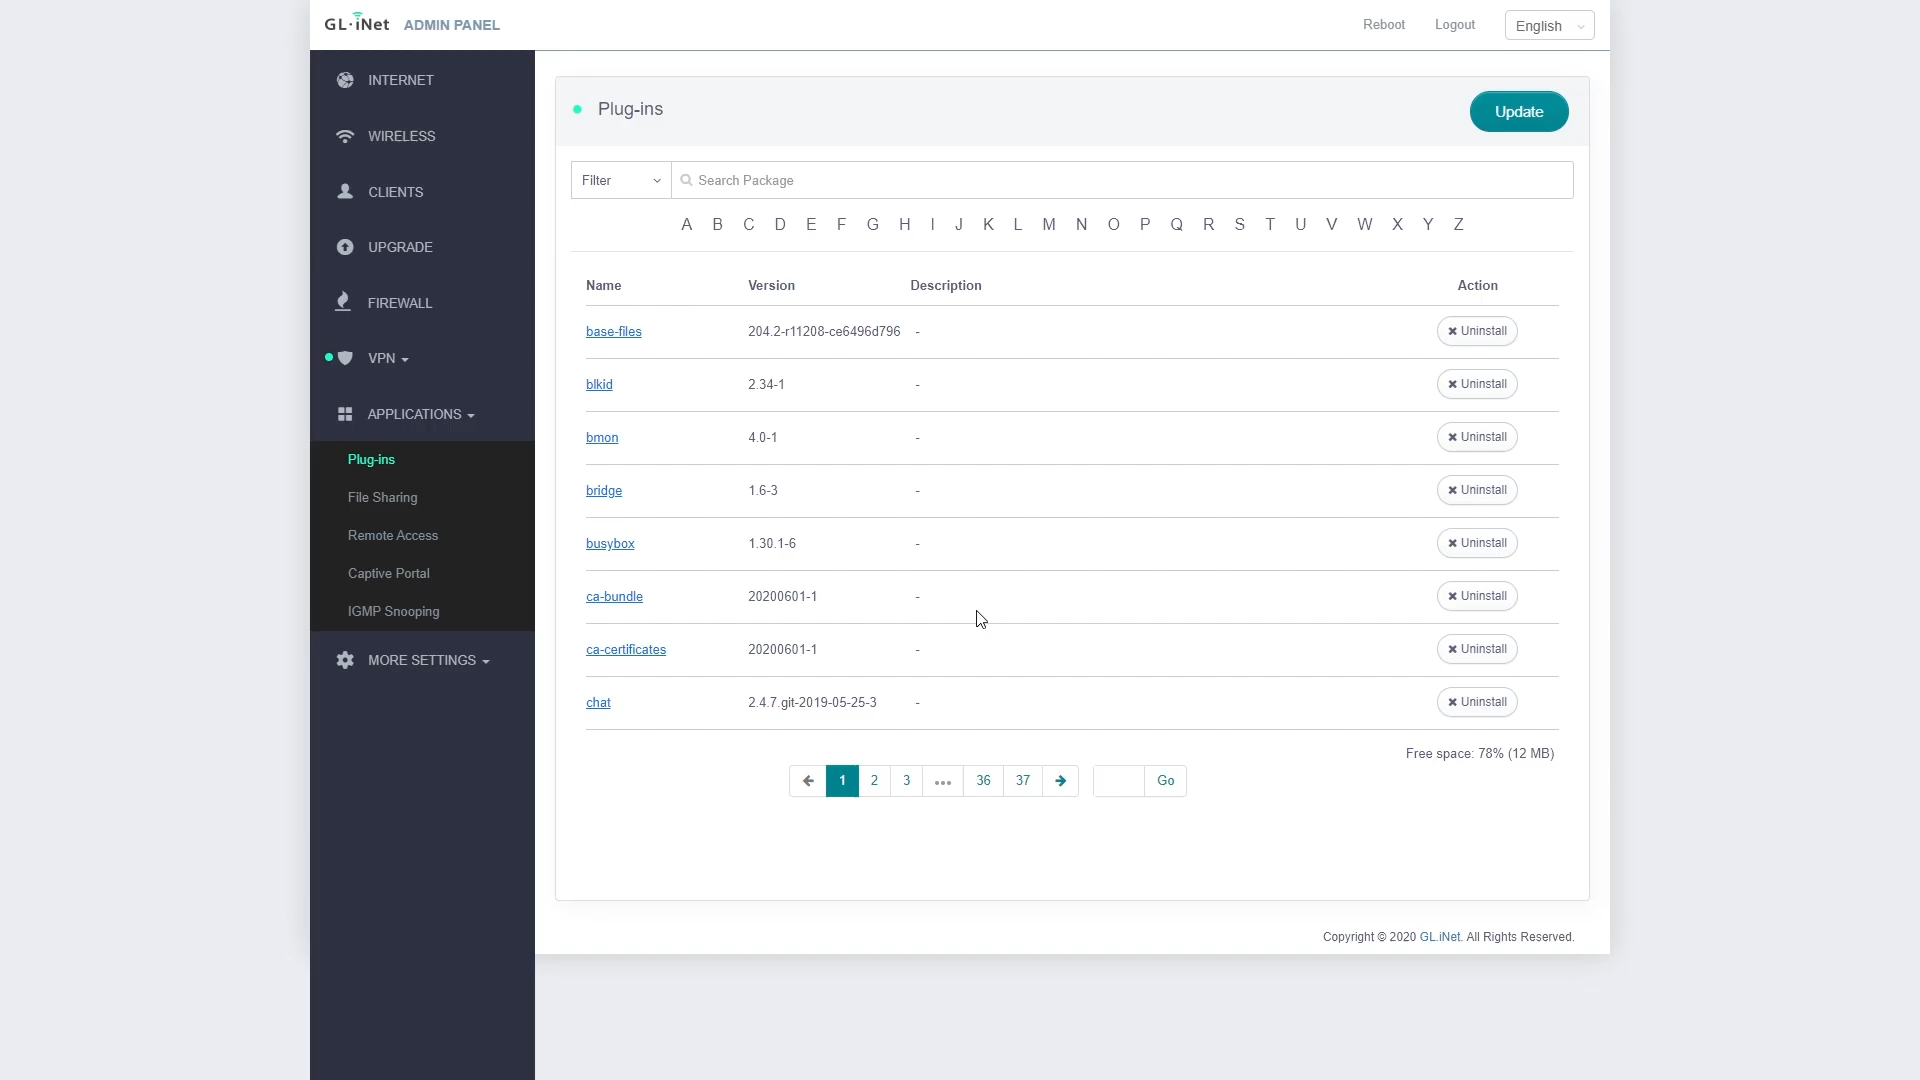 GL·iNet ADMIN PANEL
Reboot
Logout
English
INTERNET
WIRELESS
CLIENTS
UPGRADE
FIREWALL
VPN
APPLICATIONS
Plug-ins
File Sharing
Remote Access
Captive Portal
IGMP Snooping
MORE SETTINGS
Plug-ins
Update
Filter
Search Package
A B C D E F G H I J K L M N O P Q R S T U V W X Y Z
Name Version Description Action
base-files 204.2-r11208-ce6496d796 - Uninstall
blkid 2.34-1 - Uninstall
bmon 4.0-1 - Uninstall
bridge 1.6-3 - Uninstall
busybox 1.30.1-6 - Uninstall
ca-bundle 20200601-1 - Uninstall
ca-certificates 20200601-1 - Uninstall
chat 2.4.7.git-2019-05-25-3 - Uninstall
Free space: 78% (12 MB)
1 2 3 ... 36 37 Go
Copyright © 2020 GL.iNet. All Rights Reserved.